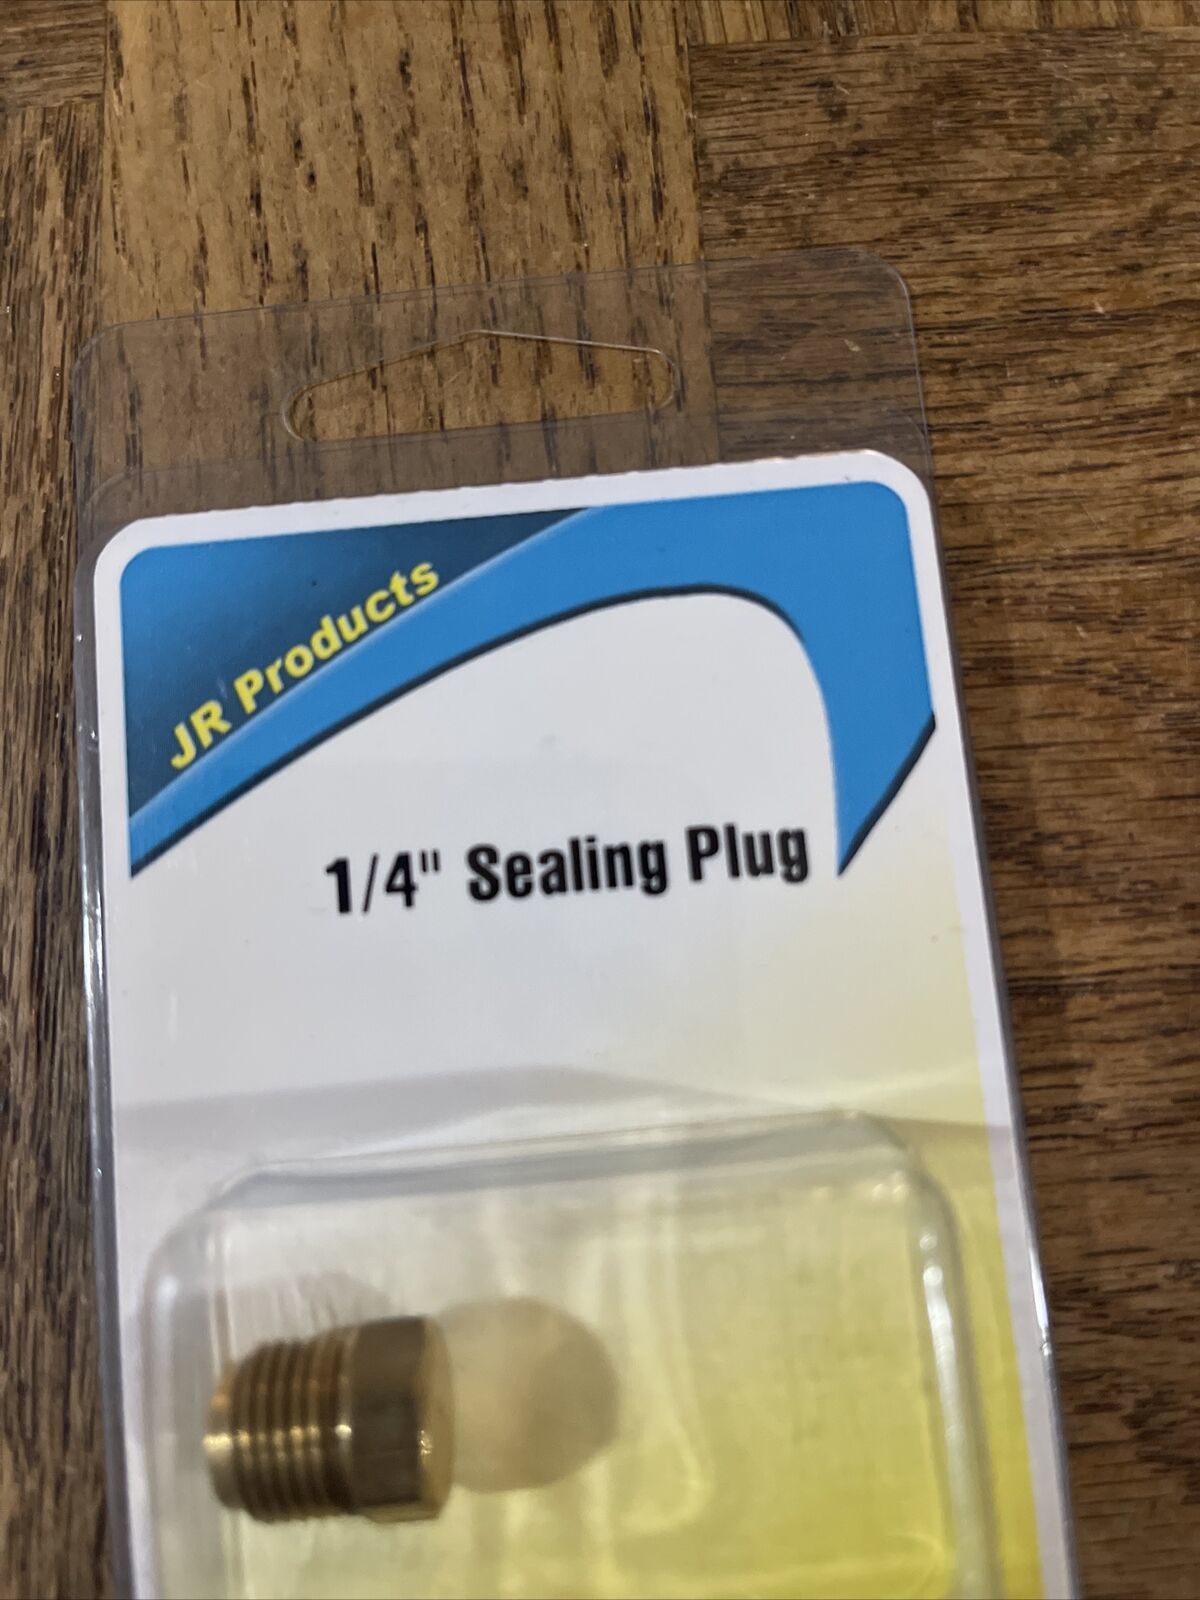 JR Products
1/4" Sealing Plug